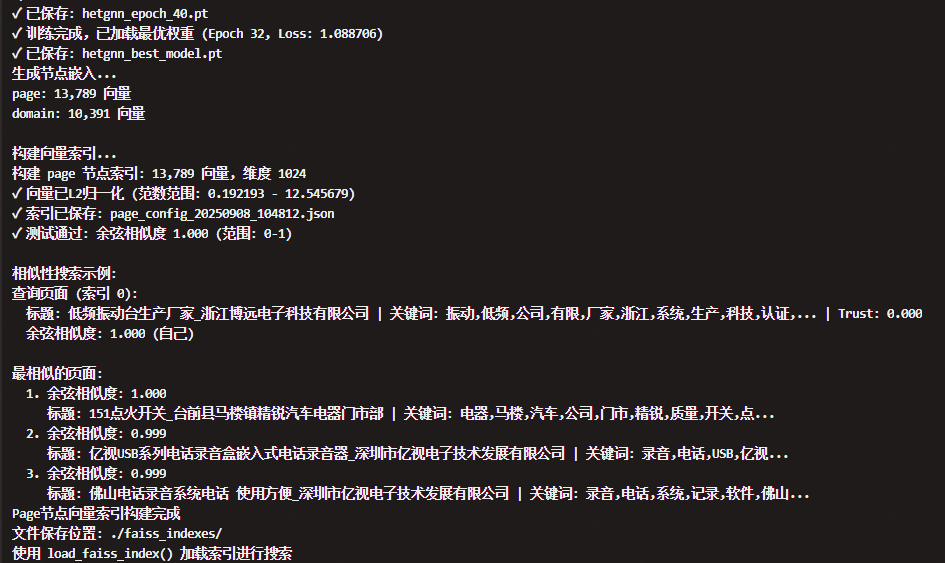 ✓ 已保存: hetgnn_epoch_40.pt
✓ 训练完成, 已加载最优权重 (Epoch 32, Loss: 1.088706)
✓ 已保存: hetgnn_best_model.pt
生成节点嵌入...
page: 13,789 向量
domain: 10,391 向量
构建向量索引...
构建 page 节点索引: 13,789 向量, 维度 1024
✓ 向量已L2归一化 (范数范围: 0.192193 - 12.545679)
✓ 索引已保存: page_config_20250908_104812.json
✓ 测试通过: 余弦相似度 1.000 (范围: 0-1)
相似性搜索示例:
查询页面 (索引 0):
标题: 低频振动台生产厂家_浙江博远电子科技有限公司 | 关键词: 振动,低频,公司,有限,厂家,浙江,系统,生产,科技,认证,... | Trust: 0.000
余弦相似度: 1.000 (自己)
最相似的页面:
1. 余弦相似度: 1.000
标题: 151点火开关_台前县马楼镇精锐汽车电器门市部 | 关键词: 电器,马楼,汽车,公司,门市,精锐,质量,开关,点...
2. 余弦相似度: 0.999
标题: 亿视USB系列电话录音盒嵌入式电话录音器_深圳市亿视电子技术发展有限公司 | 关键词: 录音,电话,USB,亿视...
3. 余弦相似度: 0.999
标题: 佛山电话录音系统电话 使用方便_深圳市亿视电子技术发展有限公司 | 关键词: 录音,电话,系统,记录,软件,佛山...
Page节点向量索引构建完成
文件保存位置: ./faiss_indexes/
使用 load_faiss_index() 加载索引进行搜索